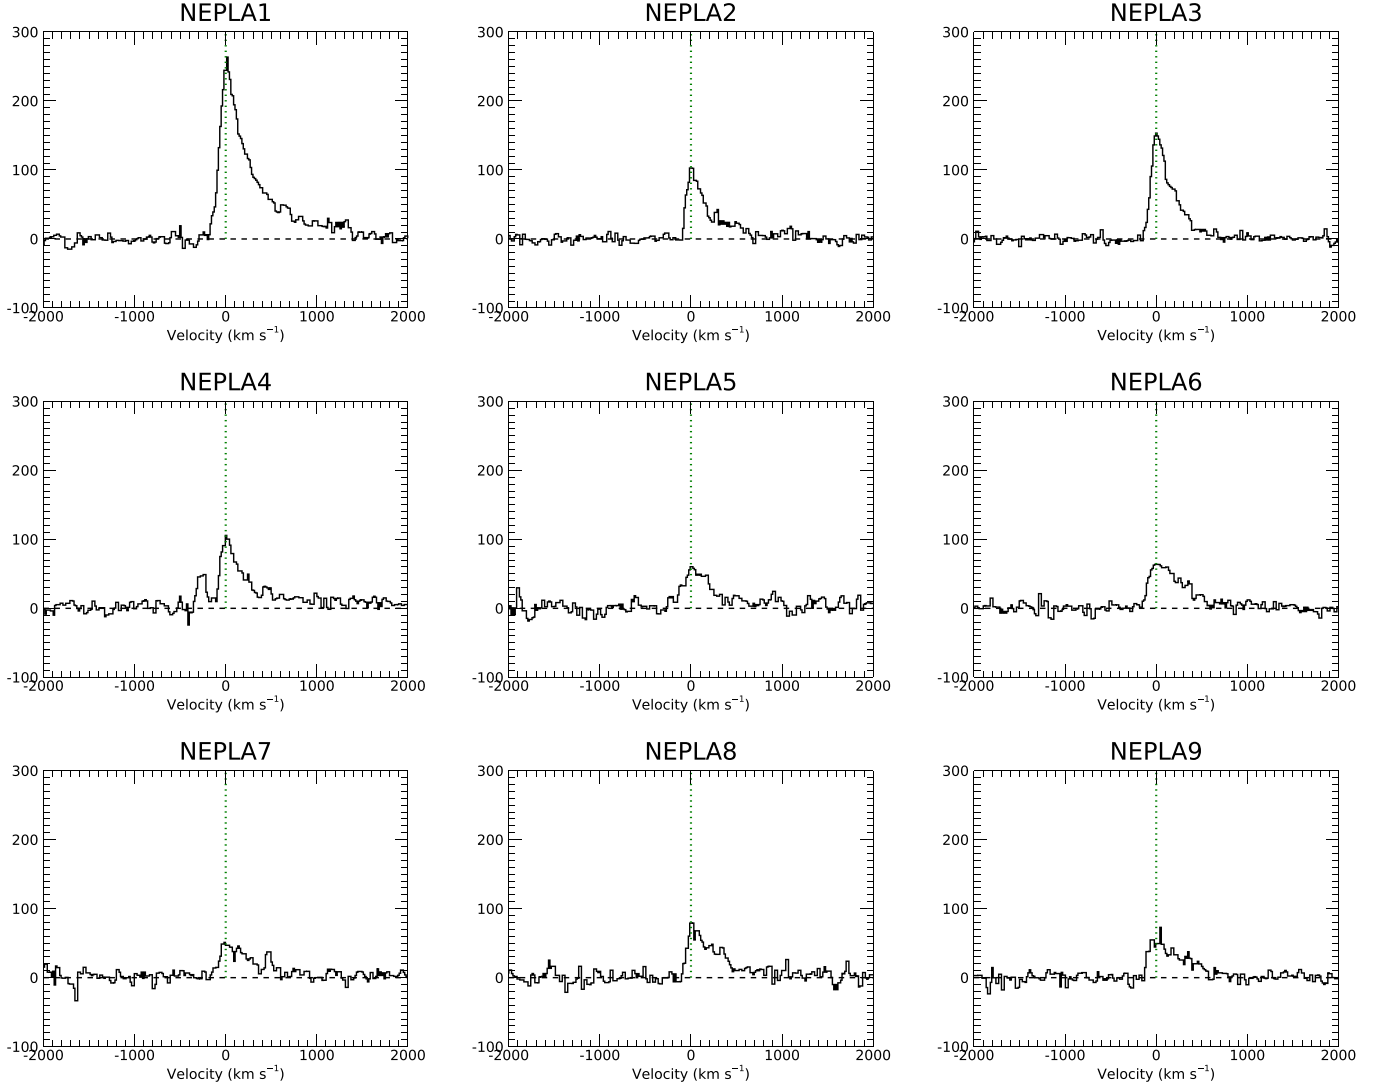 NEPLA1 NEPLA2 NEPLA3
300 300 300
200 200 200
100 100 100
0 0 0
-100 -100 -100
-2000 -1000 0 1000 2000 -2000 -1000 0 1000 2000 -2000 -1000 0 1000 2000
Velocity (km s⁻¹) Velocity (km s⁻¹) Velocity (km s⁻¹)
NEPLA4 NEPLA5 NEPLA6
300 300 300
200 200 200
100 100 100
0 0 0
-100 -100 -100
-2000 -1000 0 1000 2000 -2000 -1000 0 1000 2000 -2000 -1000 0 1000 2000
Velocity (km s⁻¹) Velocity (km s⁻¹) Velocity (km s⁻¹)
NEPLA7 NEPLA8 NEPLA9
300 300 300
200 200 200
100 100 100
0 0 0
-100 -100 -100
-2000 -1000 0 1000 2000 -2000 -1000 0 1000 2000 -2000 -1000 0 1000 2000
Velocity (km s⁻¹) Velocity (km s⁻¹) Velocity (km s⁻¹)